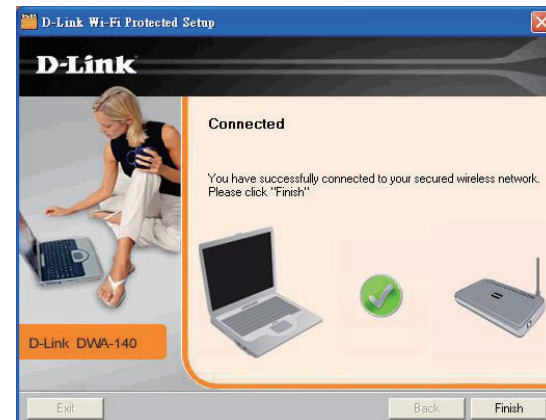 D-Link Wi-Fi Protected Setup
D-Link
Connected
You have successfully connected to your secured wireless network.
Please click "Finish"
D-Link DWA-140
Exit
Back
Finish